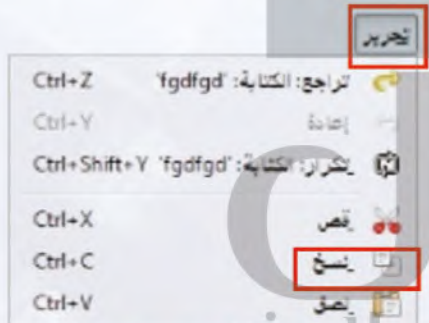 تحرير
تراجع: الكتابة: 'fgdfgd' Ctrl+Z
إعادة Ctrl+Y
تكرار: الكتابة: 'fgdfgd' Ctrl+Shift+Y
قص Ctrl+X
نسخ Ctrl+C
لصق Ctrl+V